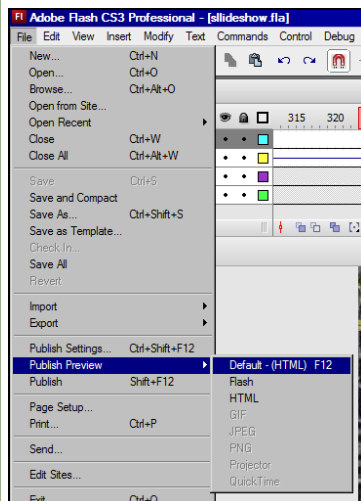 Adobe Flash CS3 Professional - [sllideshow.fla]
File Edit View Insert Modify Text Commands Control Debug
New... Ctrl+N
Open... Ctrl+O
Browse... Ctrl+Alt+O
Open from Site...
Open Recent
Close Ctrl+W
Close All Ctrl+Alt+W
Save Ctrl+S
Save and Compact
Save As... Ctrl+Shift+S
Save as Template...
Check In...
Save All
Revert
Import
Export
Publish Settings... Ctrl+Shift+F12
Publish Preview
Publish Shift+F12
Page Setup...
Print... Ctrl+P
Send...
Edit Sites...
Exit Ctrl+Q
315 320
Default - (HTML) F12
Flash
HTML
GIF
JPEG
PNG
Projector
QuickTime